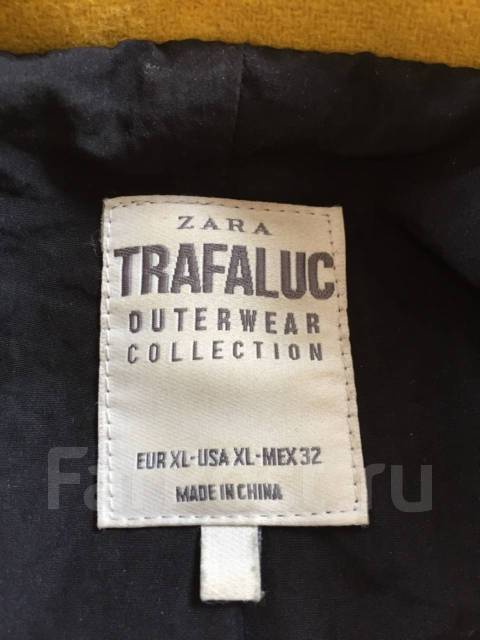 ZARA
TRAFALUC
OUTERWEAR
COLLECTION
EUR XL-USA XL-MEX 32
MADE IN CHINA